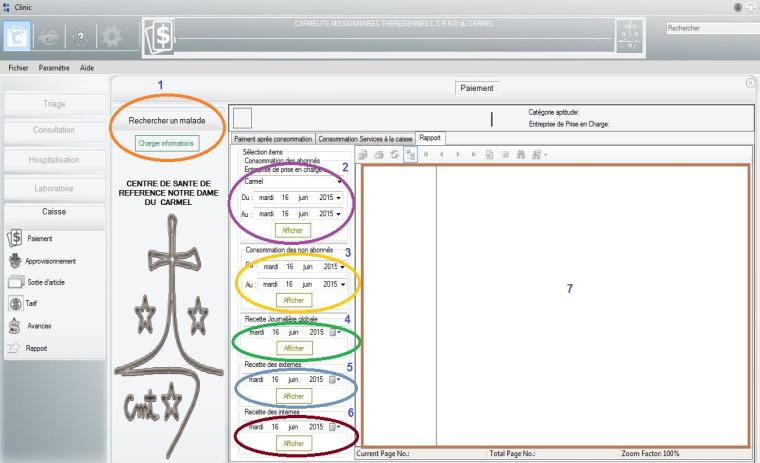 Clinic
CARMELITE MISSIONNAIRES THERESIENNES C S R N D du CARMEL
Rechercher
Fichier Paramétre Aide
1
Paiement
Triage
Consultation
Hospitalisation
Laboratoire
Caisse
Paiement
Approvisionnement
Sortie d'article
Tarif
Avances
Rapport
Rechercher un malade
Charger informations
CENTRE DE SANTE DE
REFERENCE NOTRE DAME
DU CARMEL
CMT
Catégorie aptitude:
Entreprise de Prise en Charge:
Paiment après consommation Consommation Services à la caisse Rapport
Sélection items
Consommation des abonnés
Entreprise de prise en charge 2
Carmel
Du : mardi 16 juin 2015
Au : mardi 16 juin 2015
Afficher
3
Consommation des non abonnés
Du : mardi 16 juin 2015
Au : mardi 16 juin 2015
Afficher
4
Recette Journalière globale
mardi 16 juin 2015
Afficher
5
Recette des externes
mardi 16 juin 2015
Afficher
6
Recette des internes
mardi 16 juin 2015
Afficher
7
Current Page No.: Total Page No.: Zoom Factor: 100%